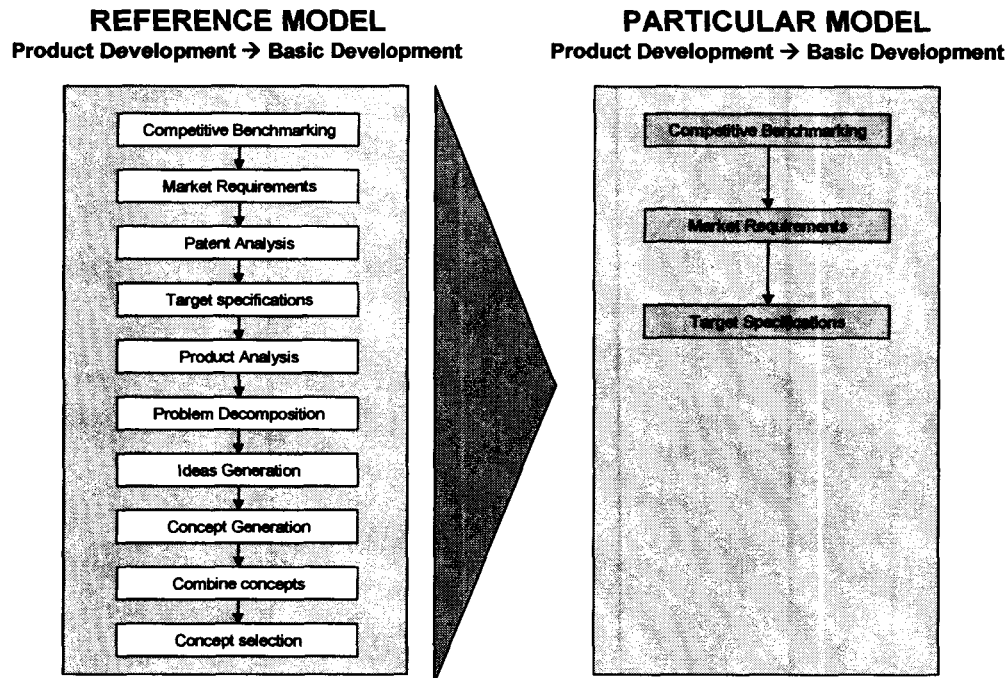 REFERENCE MODEL
Product Development → Basic Development
Competitive Benchmarking
Market Requirements
Patent Analysis
Target specifications
Product Analysis
Problem Decomposition
Ideas Generation
Concept Generation
Combine concepts
Concept selection
PARTICULAR MODEL
Product Development → Basic Development
Competitive Benchmarking
Market Requirements
Target Specifications